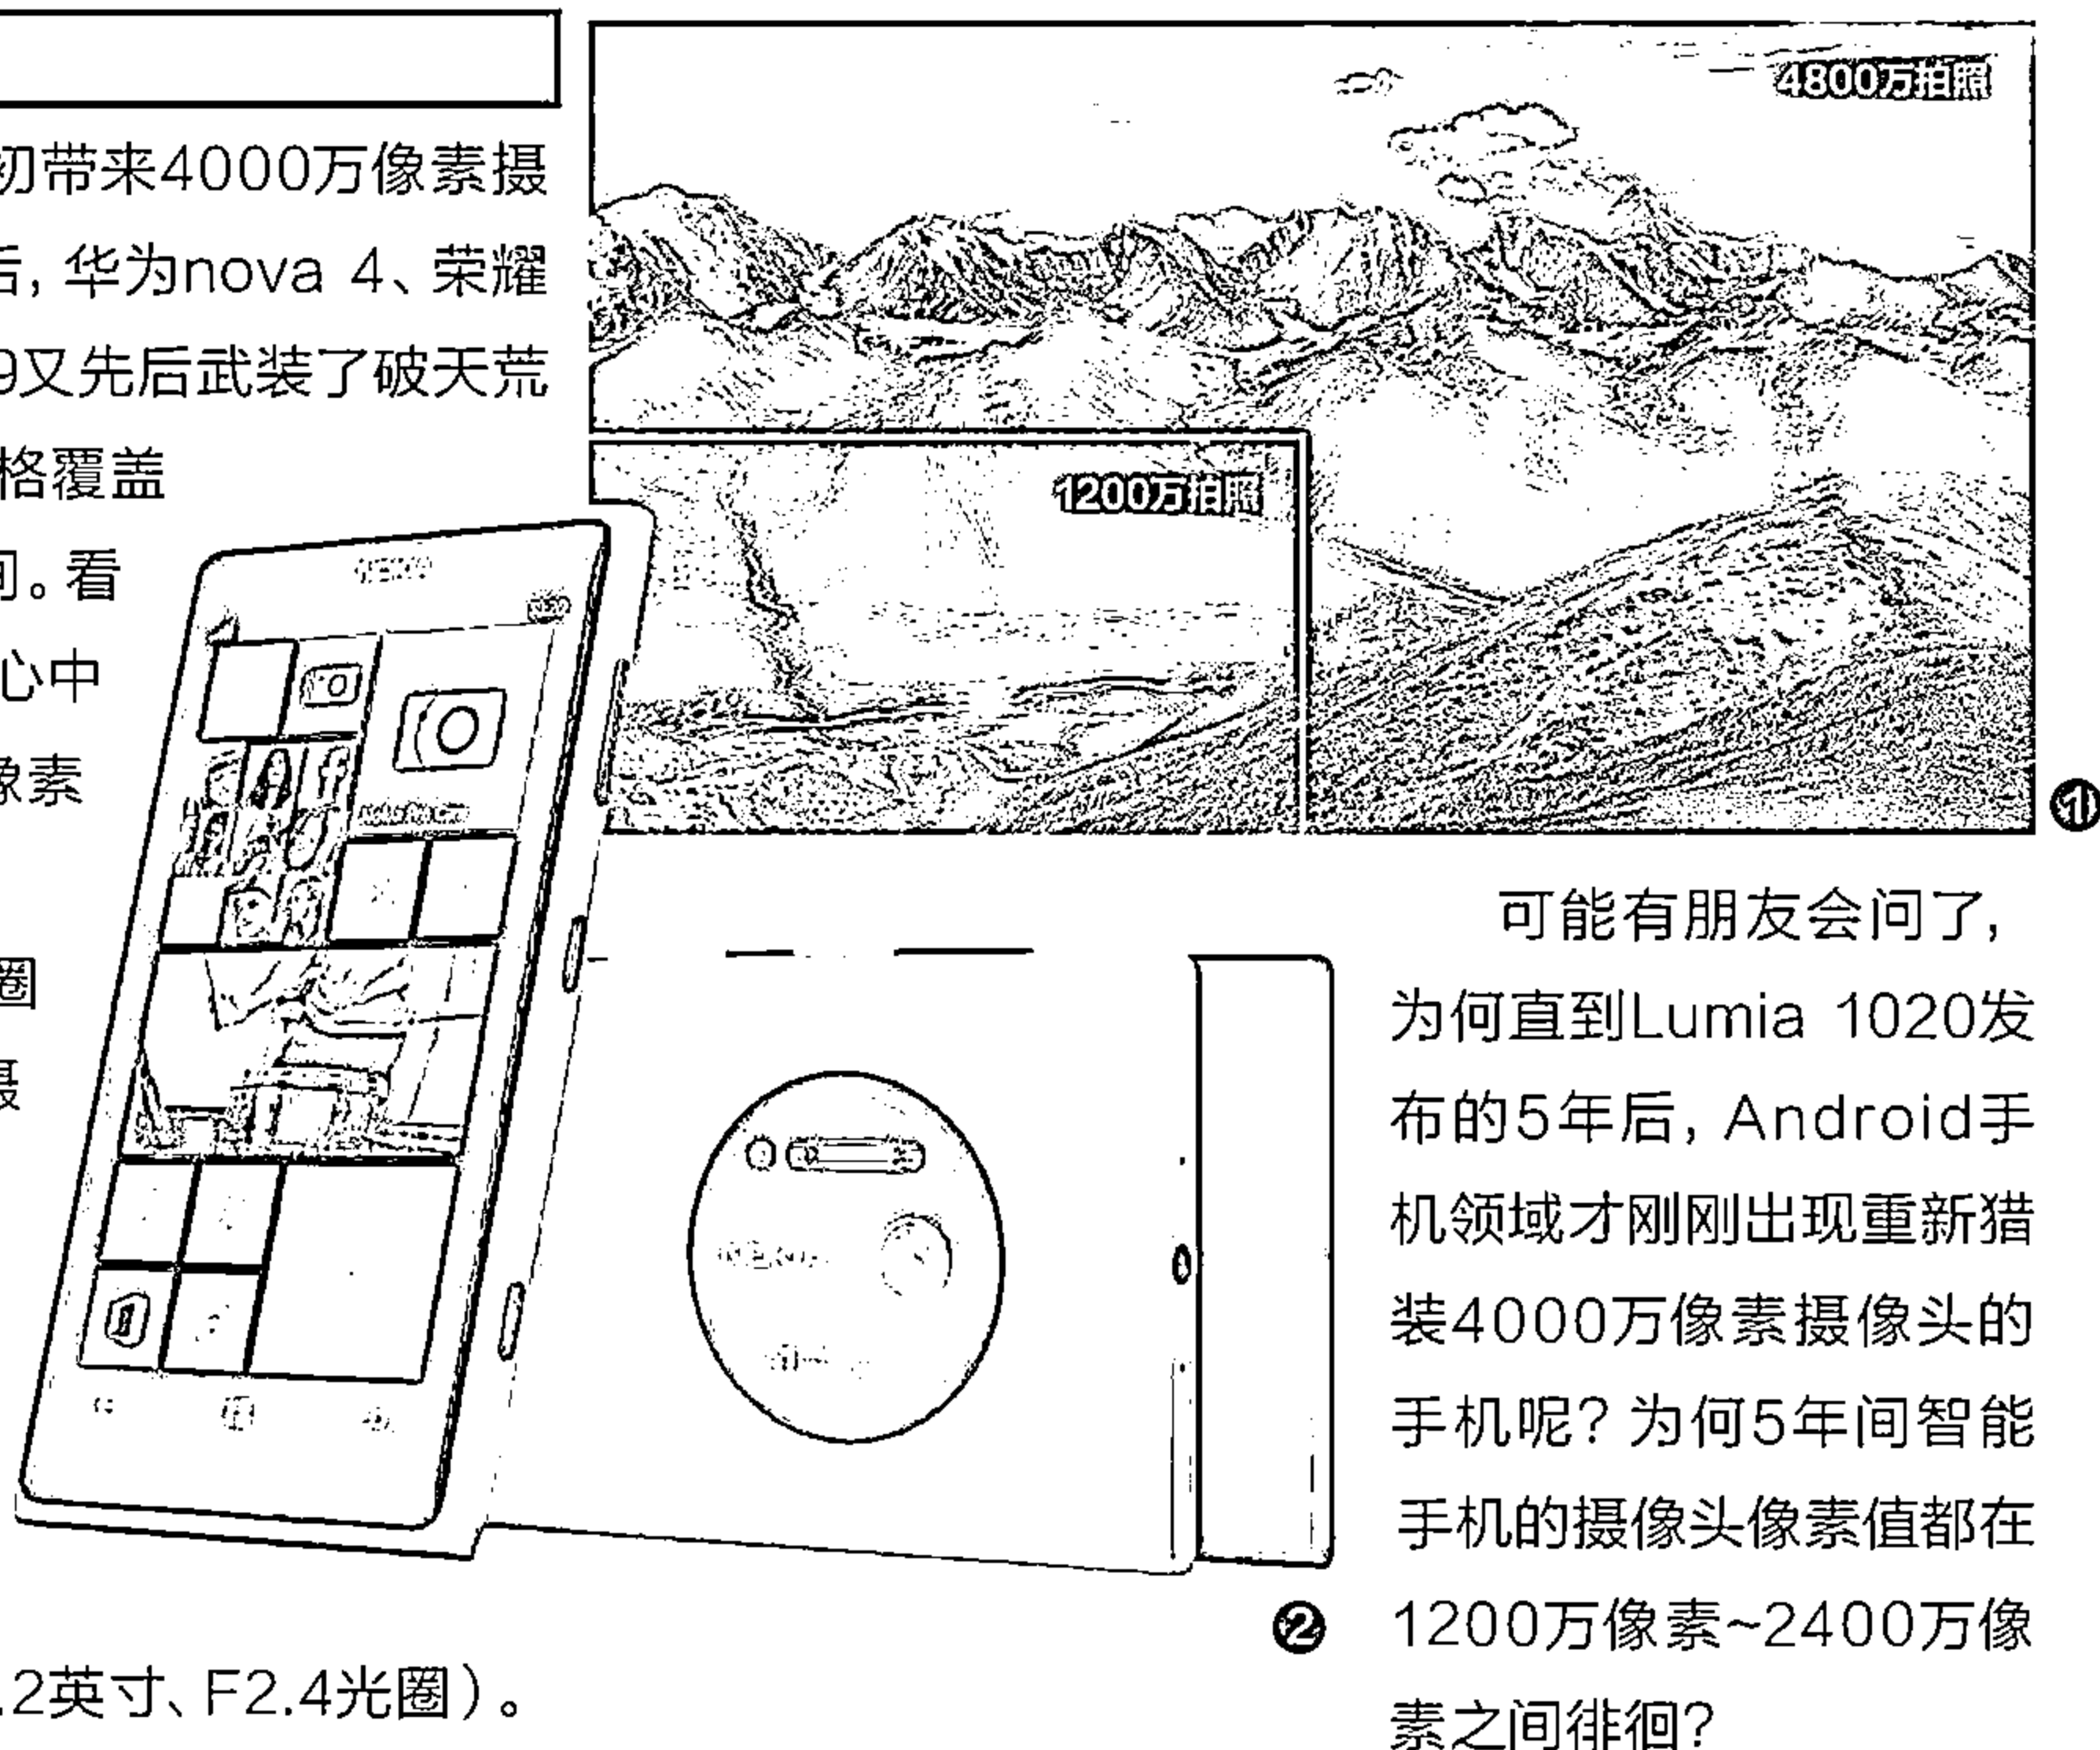 初带来4000万像素摄
后，华为nova 4、荣耀
9又先后武装了破天荒
格覆盖
间。看
心中
像素
圈
摄
.2英寸、F2.4光圈）。
4800万拍照
1200万拍照
❶
❷
可能有朋友会问了，
为何直到Lumia 1020发
布的5年后，Android手
机领域才刚刚出现重新猎
装4000万像素摄像头的
手机呢？为何5年间智能
手机的摄像头像素值都在
1200万像素~2400万像
素之间徘徊？